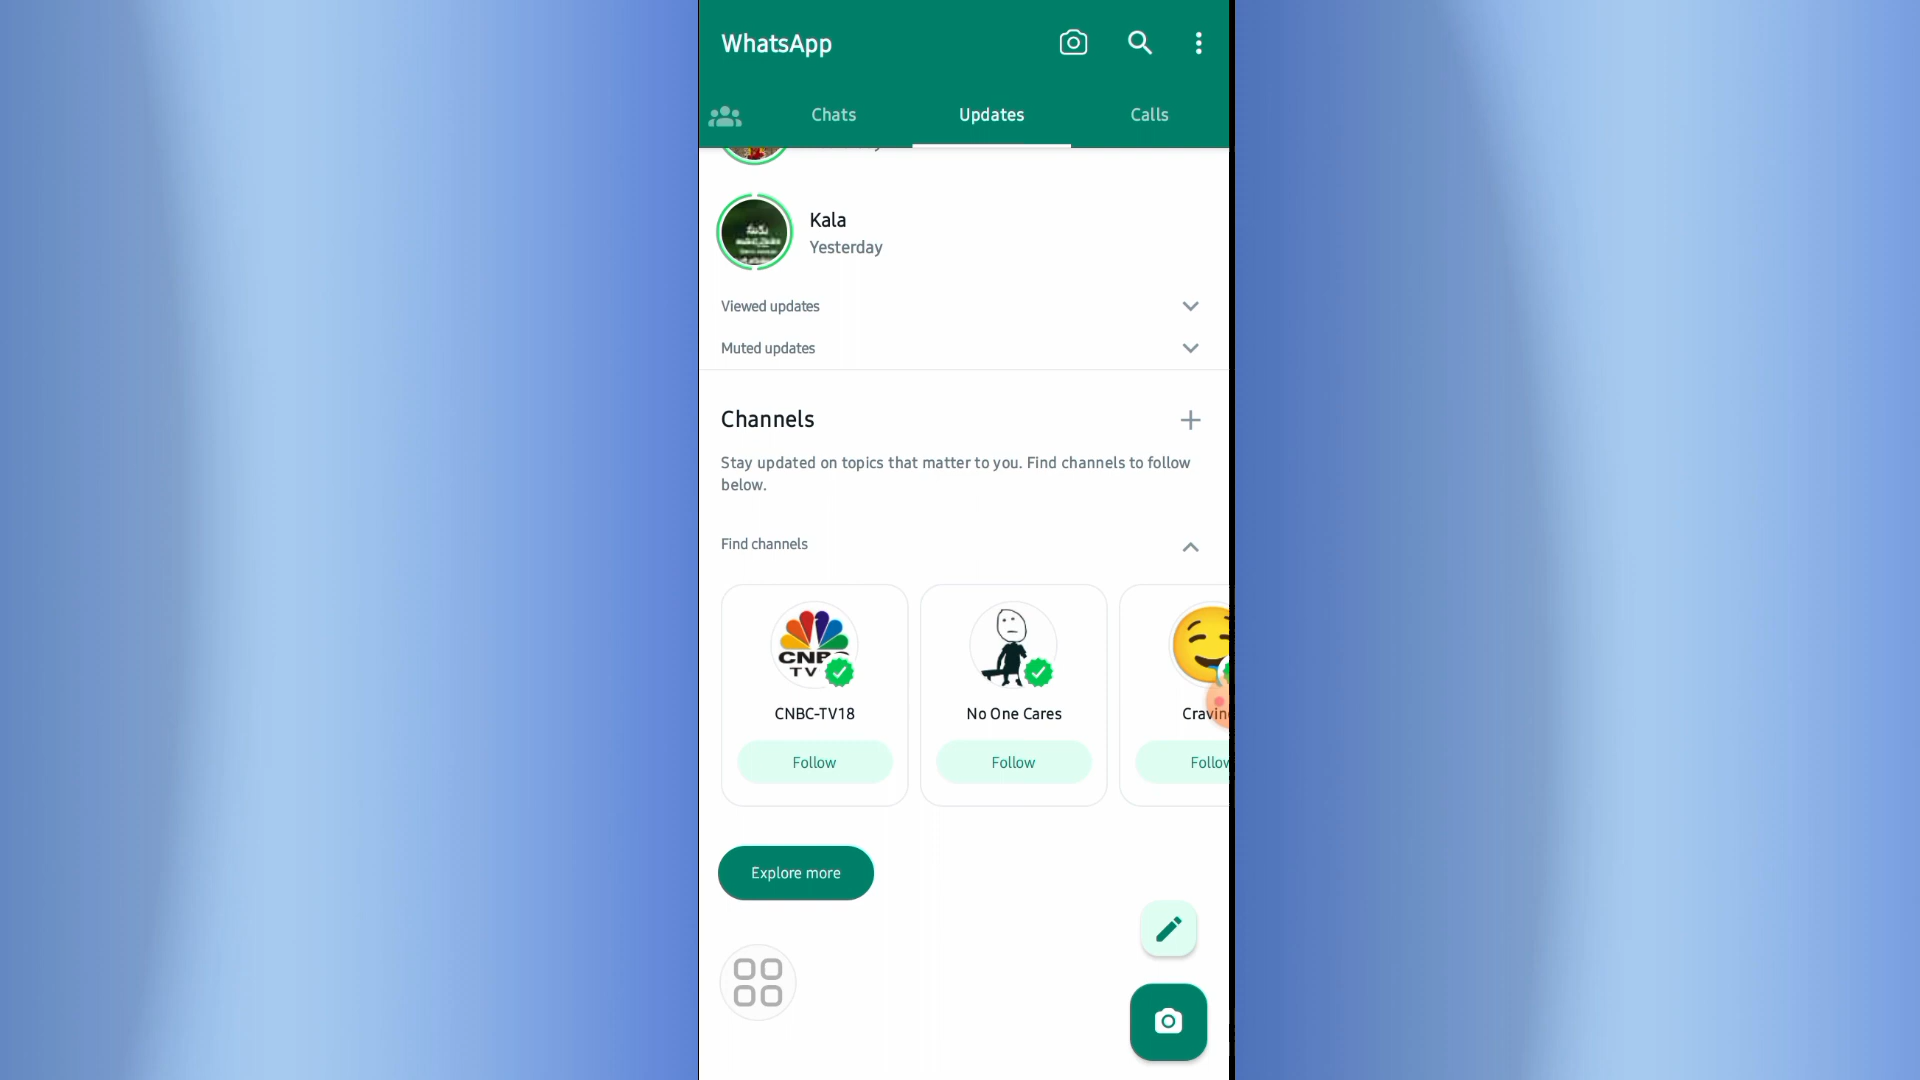 WhatsApp
Chats
Updates
Calls
Kala
Yesterday
Viewed updates
Muted updates
Channels
Stay updated on topics that matter to you. Find channels to follow
below.
Find channels
TV
CNBC-TV18
No One Cares
Follow
Follow
Explore more